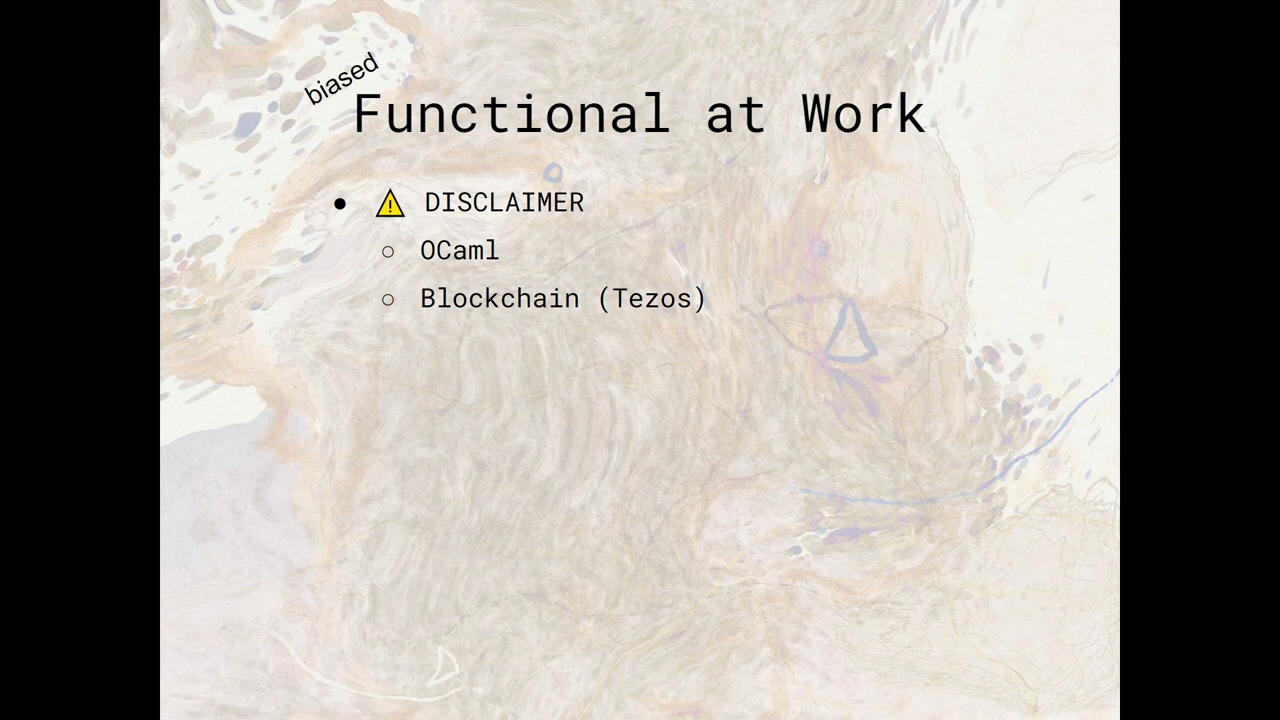 biased
Functional at Work
● ⚠ DISCLAIMER
○ OCaml
○ Blockchain (Tezos)